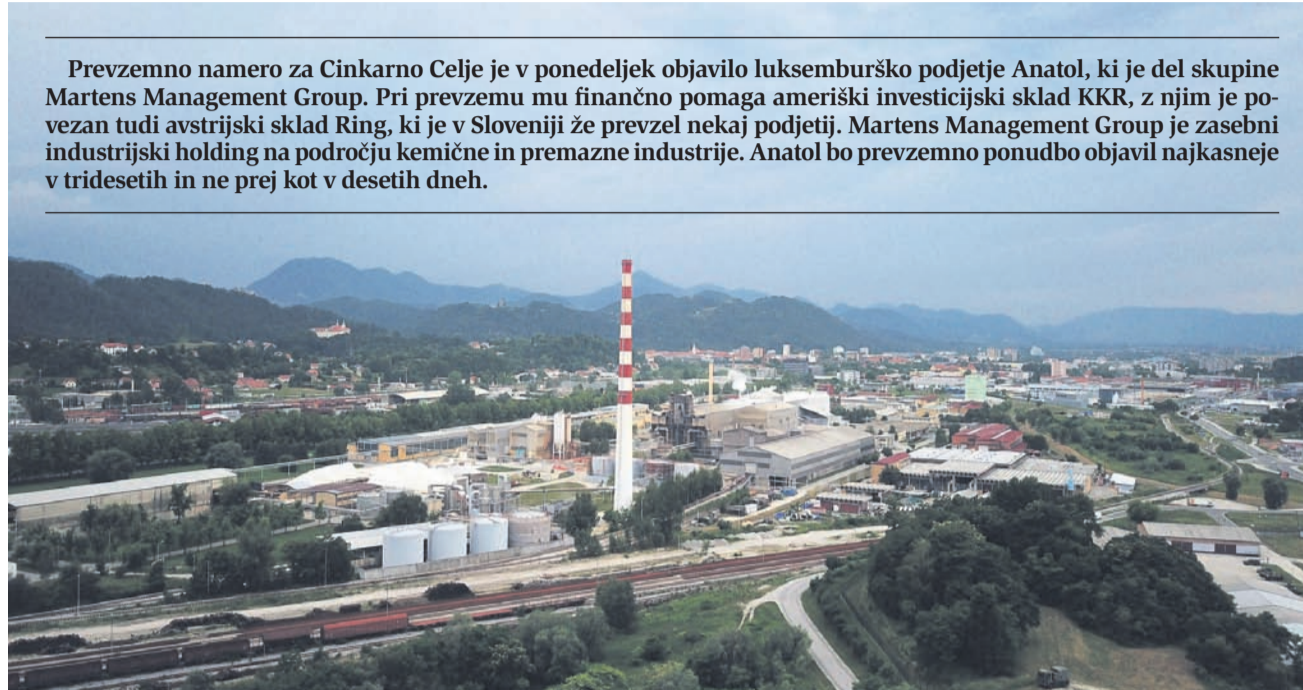 Prevzemno namero za Cinkarno Celje je v ponedeljek objavilo luksemburško podjetje Anatol, ki je del skupine
Martens Management Group. Pri prevzemu mu finančno pomaga ameriški investicijski sklad KKR, z njim je po-
vezan tudi avstrijski sklad Ring, ki je v Sloveniji že prevzel nekaj podjetij. Martens Management Group je zasebni
industrijski holding na področju kemične in premazne industrije. Anatol bo prevzemno ponudbo objavil najkasneje
v tridesetih in ne prej kot v desetih dneh.